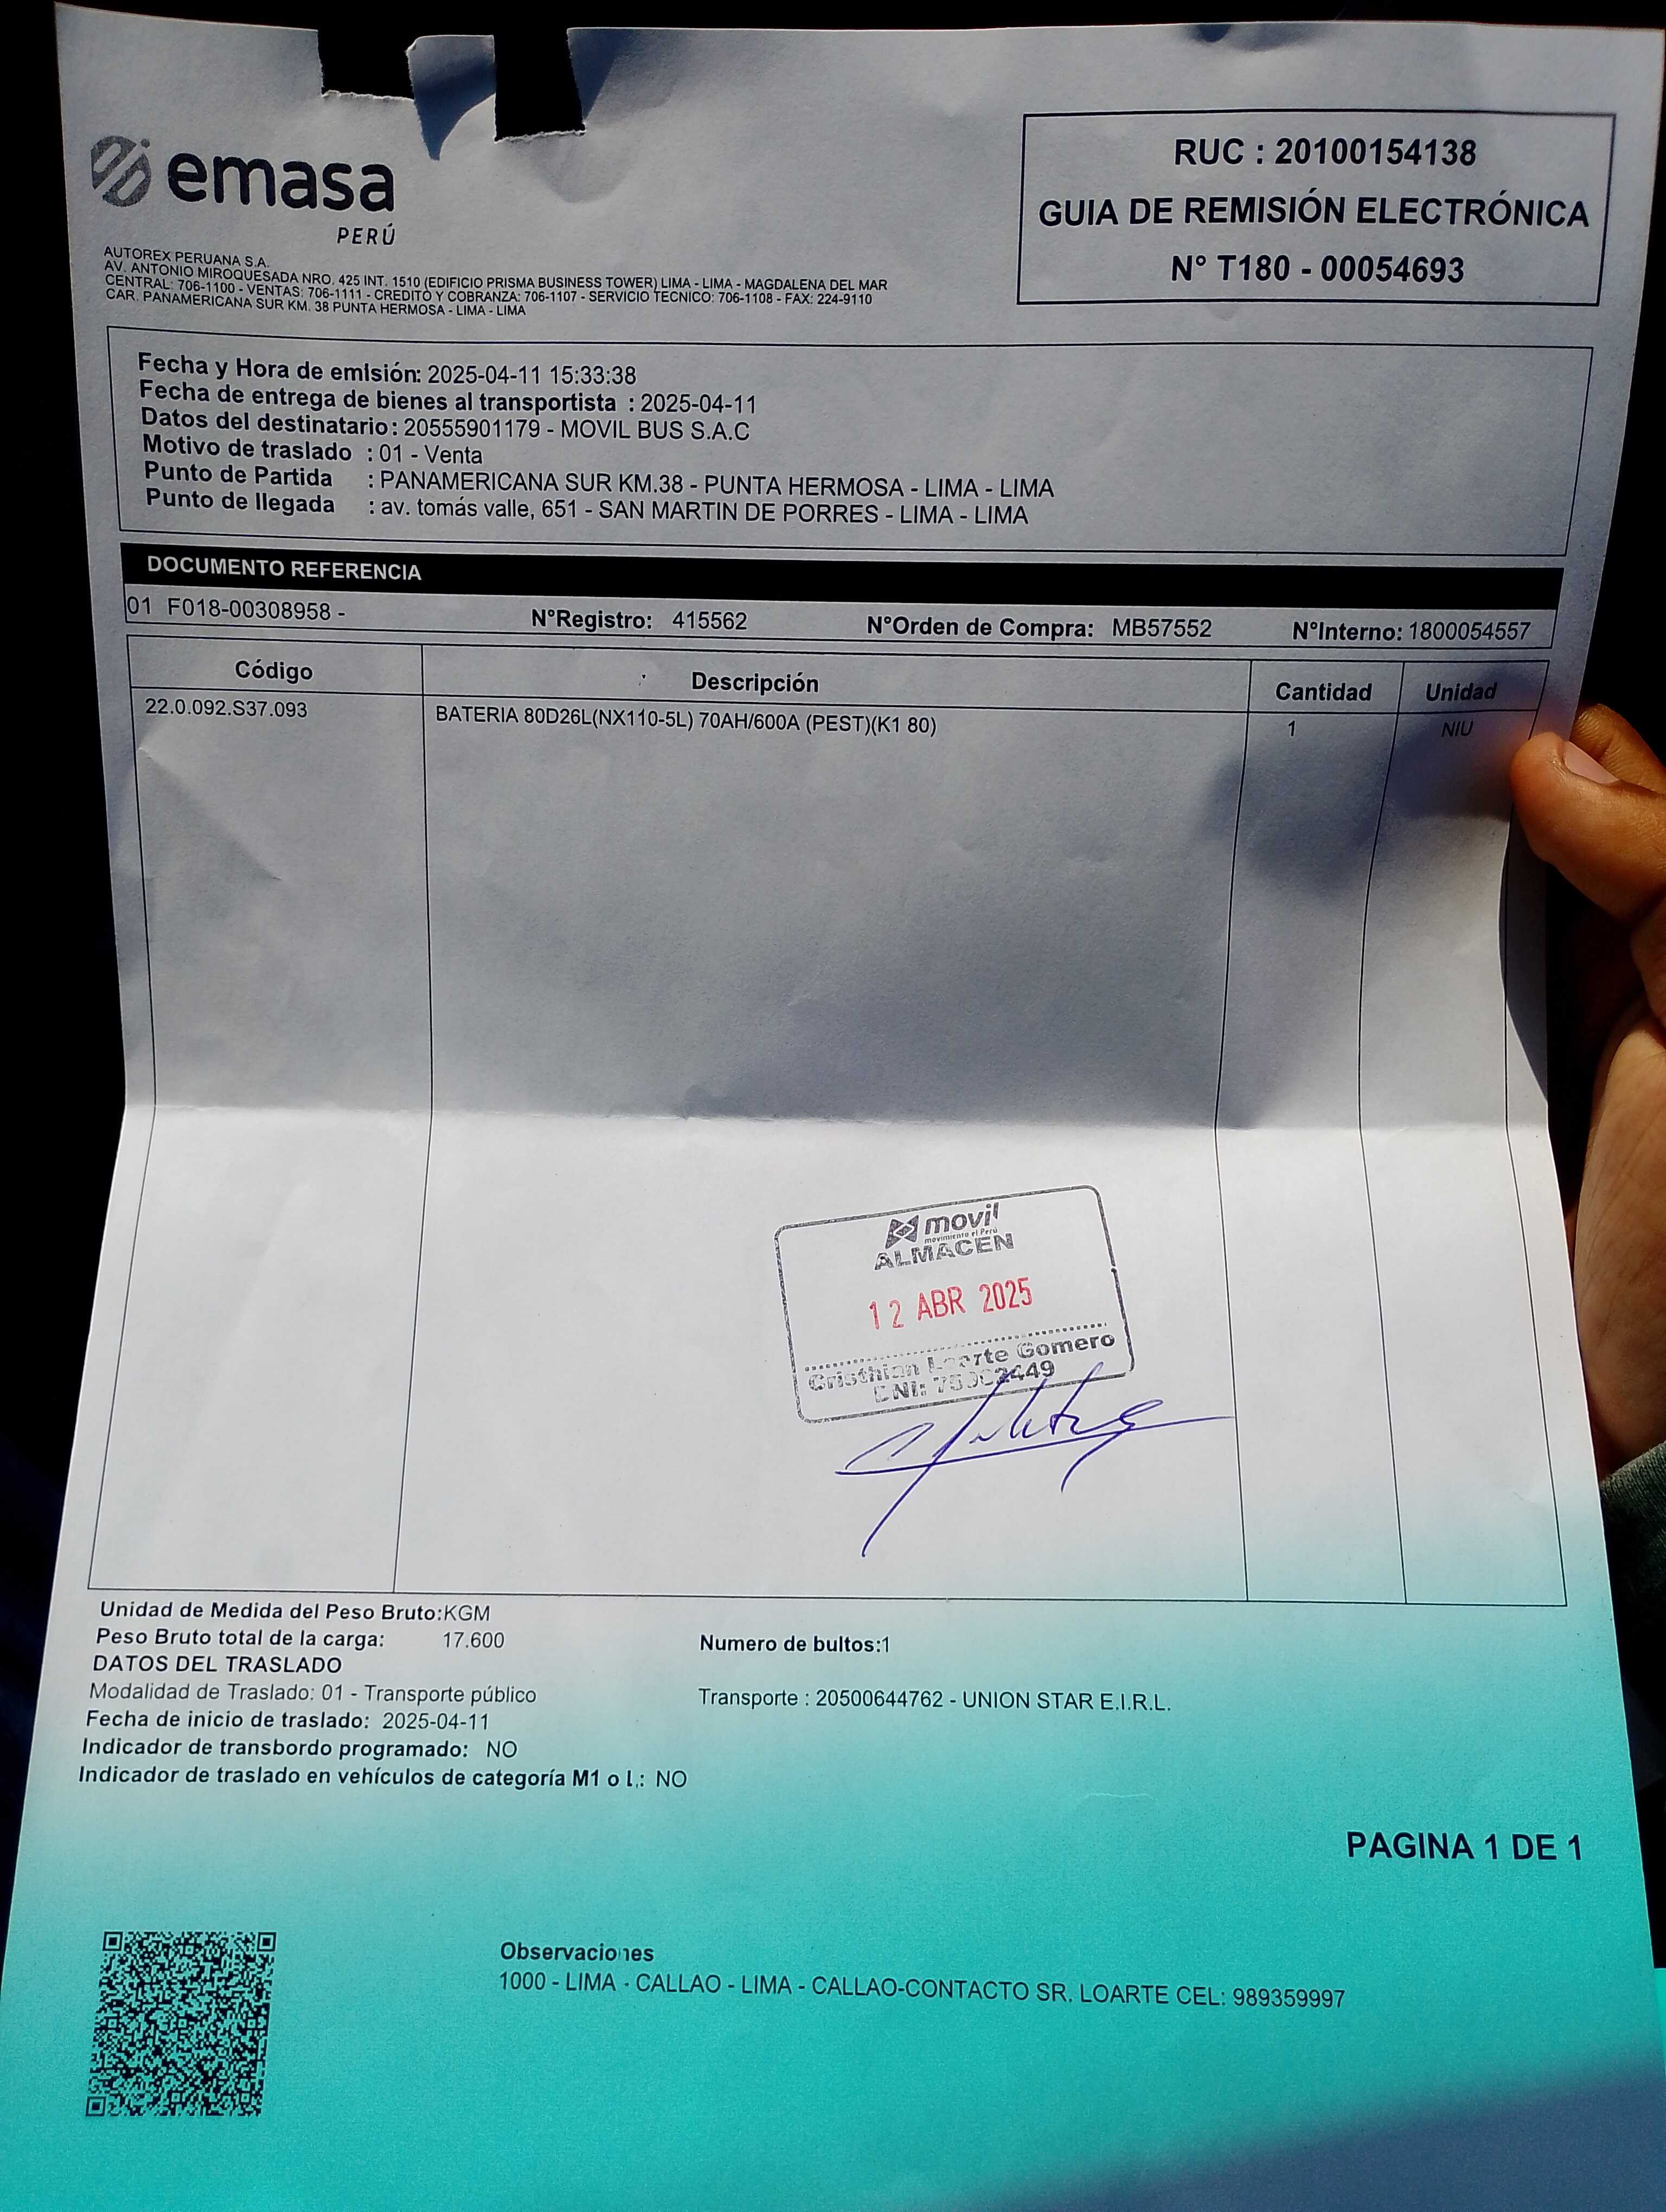 emasa
PERÚ
AUTOREX PERUANA S.A.
AV. ANTONIO MIROQUESADA NRO. 425 INT. 1510 (EDIFICIO PRISMA BUSINESS TOWER) LIMA - LIMA - MAGDALENA DEL MAR
CENTRAL: 706-1100 - VENTAS: 706-1111 - CREDITO Y COBRANZA: 706-1107 - SERVICIO TECNICO: 706-1108 - FAX: 224-9110
CAR. PANAMERICANA SUR KM. 38 PUNTA HERMOSA - LIMA - LIMA
RUC : 20100154138
GUIA DE REMISIÓN ELECTRÓNICA
N° T180 - 00054693
Fecha y Hora de emisión: 2025-04-11 15:33:38
Fecha de entrega de bienes al transportista : 2025-04-11
Datos del destinatario: 20555901179 - MOVIL BUS S.A.C
Motivo de traslado : 01 - Venta
Punto de Partida : PANAMERICANA SUR KM.38 - PUNTA HERMOSA - LIMA - LIMA
Punto de llegada : av. tomás valle, 651 - SAN MARTIN DE PORRES - LIMA - LIMA
DOCUMENTO REFERENCIA
01 F018-00308958 - N°Registro: 415562 N°Orden de Compra: MB57552 N°Interno: 1800054557
Código Descripción Cantidad Unidad
22.0.092.S37.093 BATERIA 80D26L(NX110-5L) 70AH/600A (PEST)(K1 80) 1 NIU
movil
movimiento el Perú
ALMACEN
12 ABR 2025
Cristhian Loarte Gomero
DNI:
Unidad de Medida del Peso Bruto:KGM
Peso Bruto total de la carga: 17.600 Numero de bultos:1
DATOS DEL TRASLADO
Modalidad de Traslado: 01 - Transporte público Transporte : 20500644762 - UNION STAR E.I.R.L.
Fecha de inicio de traslado: 2025-04-11
Indicador de transbordo programado: NO
Indicador de traslado en vehículos de categoría M1 o L: NO
PAGINA 1 DE 1
Observaciones
1000 - LIMA - CALLAO - LIMA - CALLAO-CONTACTO SR. LOARTE CEL: 989359997